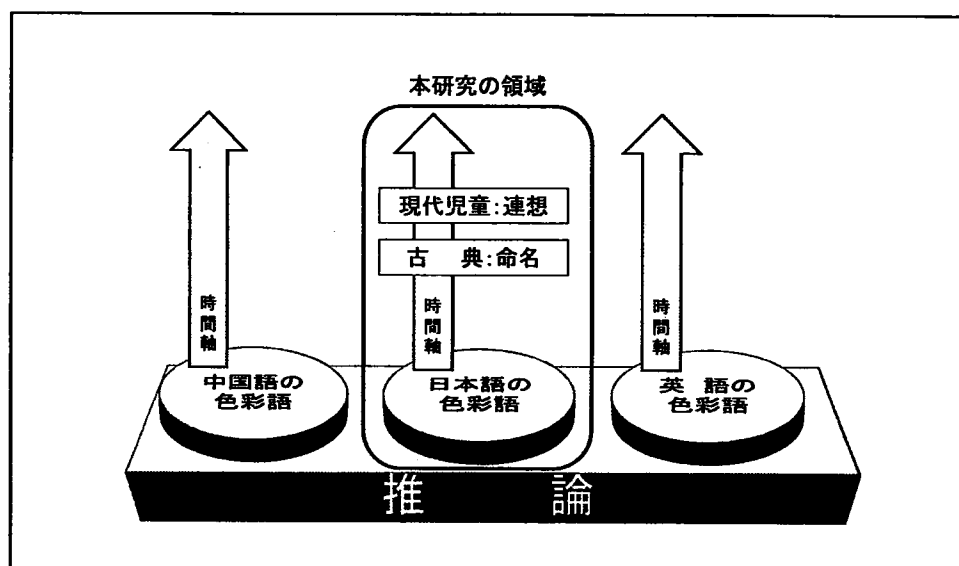 本研究の領域
現代児童:連想
古 典:命名
時間軸
時間軸
時間軸
中国語の
色彩語
日本語の
色彩語
英 語の
色彩語
推 論